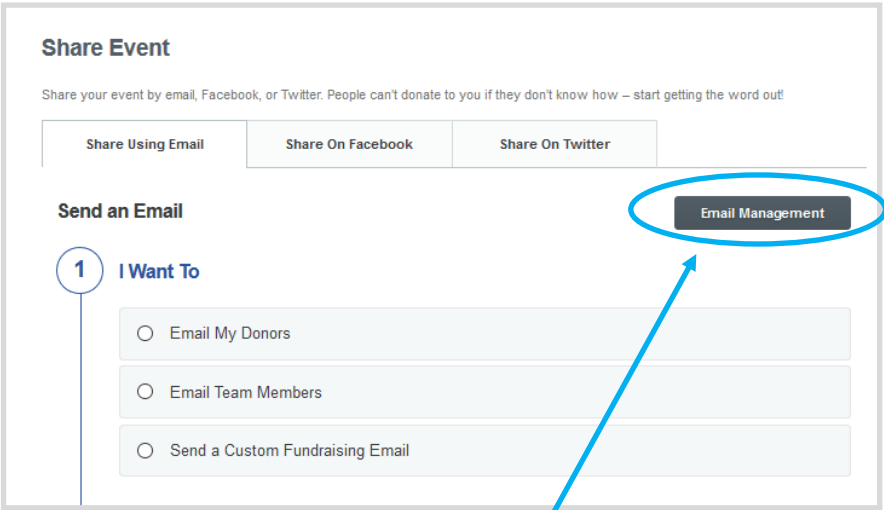 Share Event
Share your event by email, Facebook, or Twitter. People can't donate to you if they don't know how – start getting the word out!
Share Using Email
Share On Facebook
Share On Twitter
Send an Email
Email Management
1
I Want To
Email My Donors
Email Team Members
Send a Custom Fundraising Email